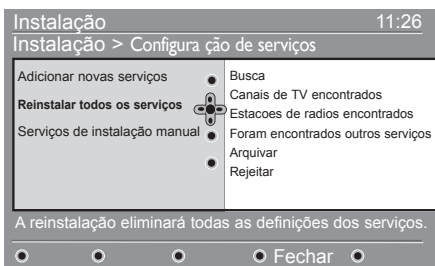 Instalação 11:26
Instalação > Configura ção de serviços
Adicionar novas serviços
Reinstalar todos os serviços
Serviços de instalação manual
Busca
Canais de TV encontrados
Estacoes de radios encontrados
Foram encontrados outros serviços
Arquivar
Rejeitar
A reinstalação eliminará todas as definições dos serviços.
Fechar